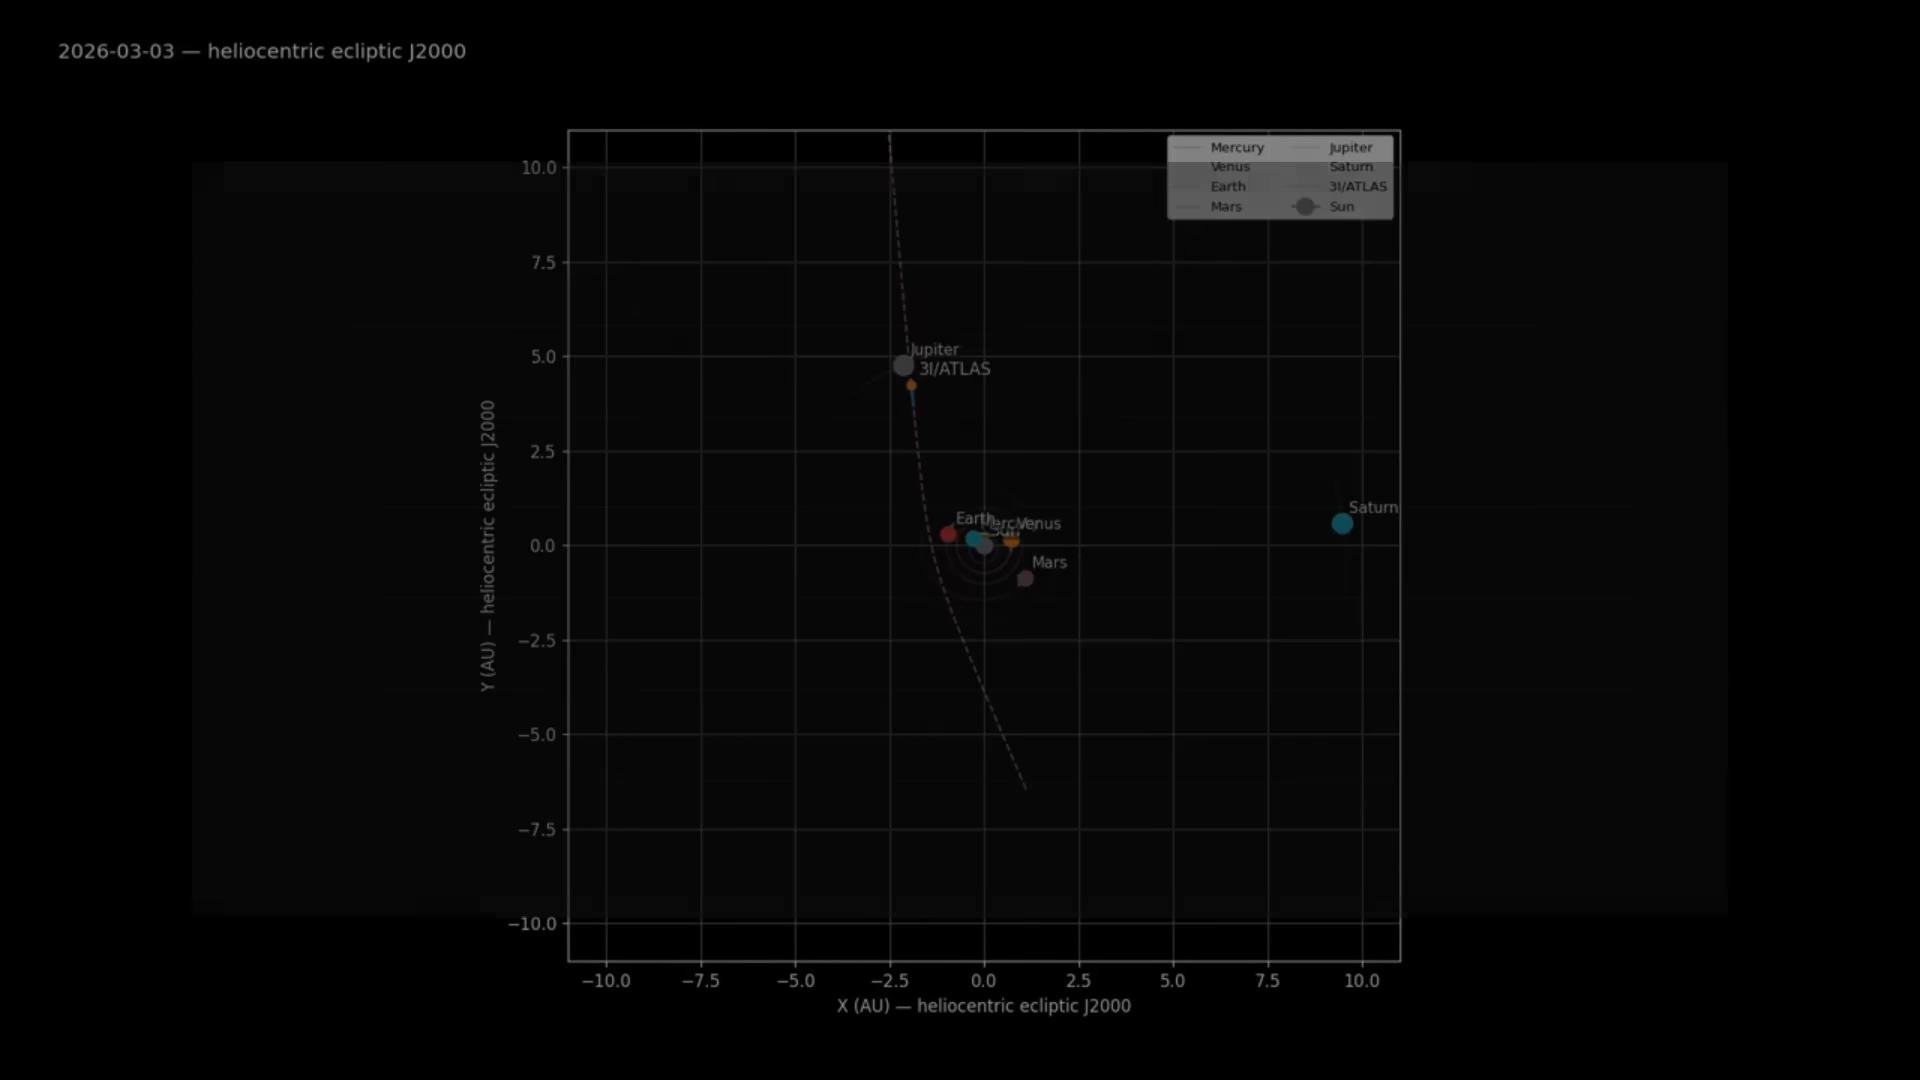 2026-03-03 — heliocentric ecliptic J2000
Mercury
Venus
Earth
Mars
Jupiter
Saturn
3I/ATLAS
Sun
10.0
7.5
5.0
2.5
0.0
−2.5
−5.0
−7.5
−10.0
Y (AU) — heliocentric ecliptic J2000
Jupiter
3I/ATLAS
Saturn
Earth
Venus
Sun
Mars
−10.0 −7.5 −5.0 −2.5 0.0 2.5 5.0 7.5 10.0
X (AU) — heliocentric ecliptic J2000